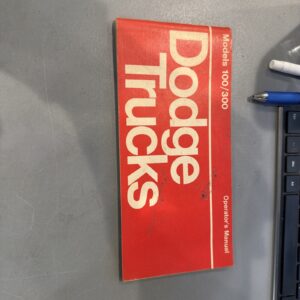 Models 100/300
Operator's Manual
Dodge
Trucks